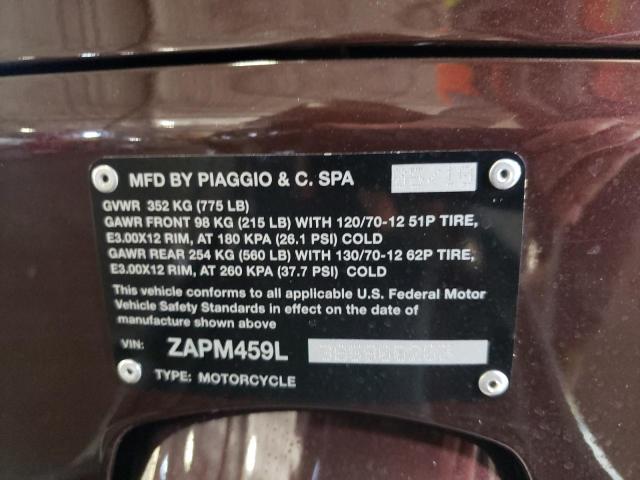 MFD BY PIAGGIO & C. SPA
GVWR 352 KG (775 LB)
GAWR FRONT 98 KG (215 LB) WITH 120/70-12 51P TIRE,
E3.00X12 RIM, AT 180 KPA (26.1 PSI) COLD
GAWR REAR 254 KG (560 LB) WITH 130/70-12 62P TIRE,
E3.00X12 RIM, AT 260 KPA (37.7 PSI) COLD
This vehicle conforms to all applicable U.S. Federal Motor
Vehicle Safety Standards in effect on the date of
manufacture shown above
VIN: ZAPM459L
TYPE: MOTORCYCLE